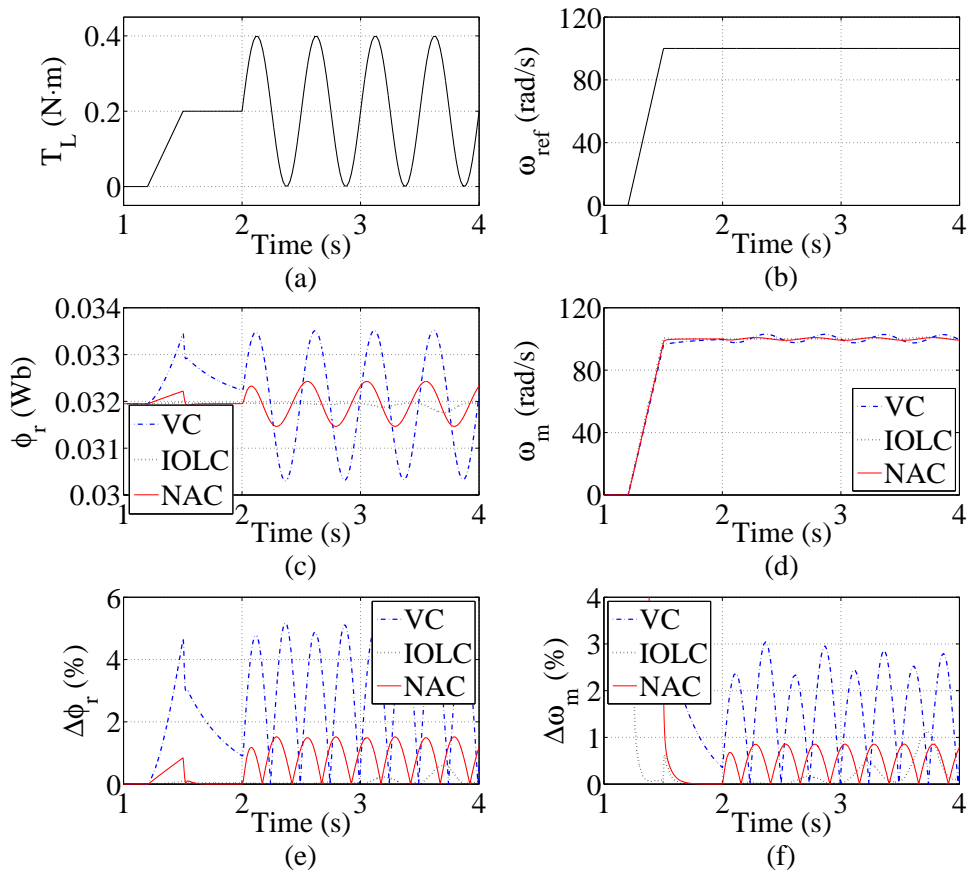 0.4
0.2
0
T_L (N·m)
1 2 3 4
Time (s)
(a)
120
80
40
0
ω_ref (rad/s)
1 2 3 4
Time (s)
(b)
0.034
0.033
0.032
0.031
0.03
ϕ_r (Wb)
VC
IOLC
NAC
1 2 3 4
Time (s)
(c)
120
80
40
0
ω_m (rad/s)
VC
IOLC
NAC
1 2 3 4
Time (s)
(d)
6
4
2
0
Δϕ_r (%)
VC
IOLC
NAC
1 2 3 4
Time (s)
(e)
4
3
2
1
0
Δω_m (%)
VC
IOLC
NAC
1 2 3 4
Time (s)
(f)